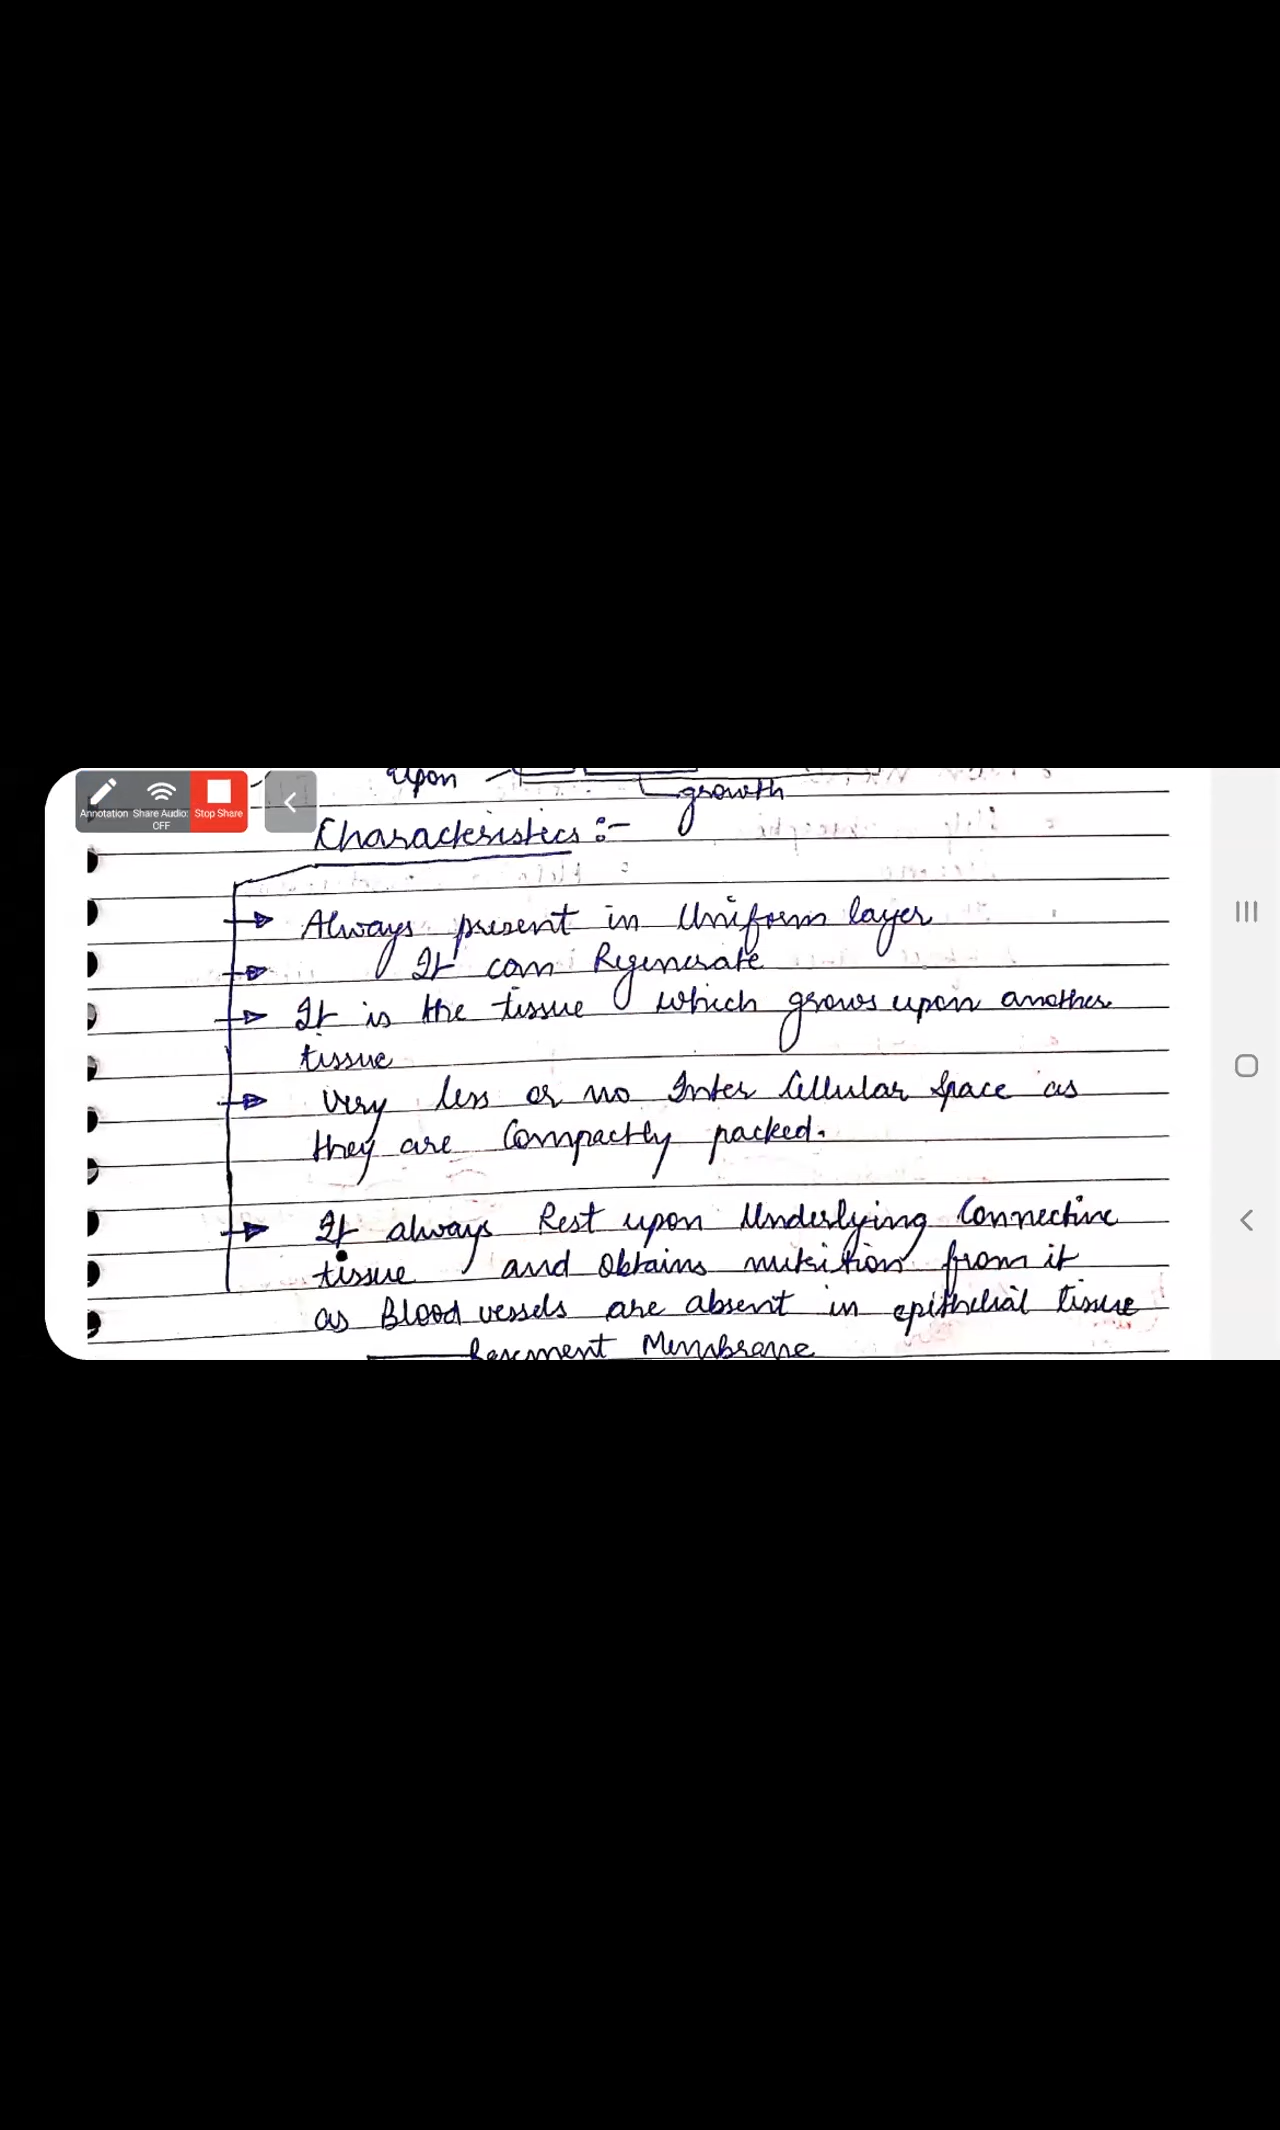 upon
growth
Annotation Share Audio: OFF Stop Share
Characteristics :-
Always present in Uniform layer
It can Regenerate
It is the tissue which grows upon another
tissue
very less or no Inter Cellular Space as
they are Compactly packed.
It always Rest upon Underlying Connective
tissue and obtains nutrition from it
as Blood vessels are absent in epithelial tissue
Basement Membrane